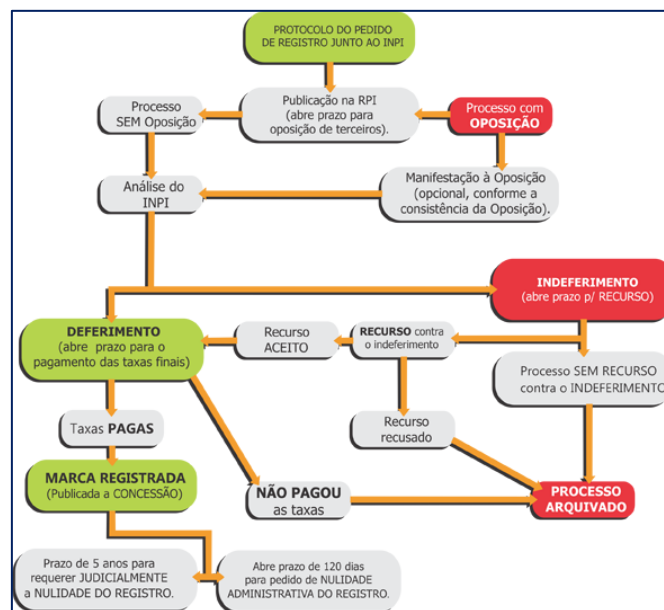 PROTOCOLO DO PEDIDO
DE REGISTRO JUNTO AO INPI
Processo
SEM Oposição
Publicação na RPI
(abre prazo para
oposição de terceiros).
Processo com
OPOSIÇÃO
Análise do
INPI
Manifestação à Oposição
(opcional, conforme a
consistência da Oposição).
INDEFERIMENTO
(abre prazo p/ RECURSO)
DEFERIMENTO
(abre prazo para o
pagamento das taxas finais)
Recurso
ACEITO
RECURSO contra
o indeferimento
Processo SEM RECURSO
contra o INDEFERIMENTO
Taxas PAGAS
Recurso
recusado
MARCA REGISTRADA
(Publicada a CONCESSÃO)
NÃO PAGOU
as taxas
PROCESSO
ARQUIVADO
Prazo de 5 anos para
requerer JUDICIALMENTE
a NULIDADE DO REGISTRO.
Abre prazo de 120 dias
para pedido de NULIDADE
ADMINISTRATIVA DO REGISTRO.